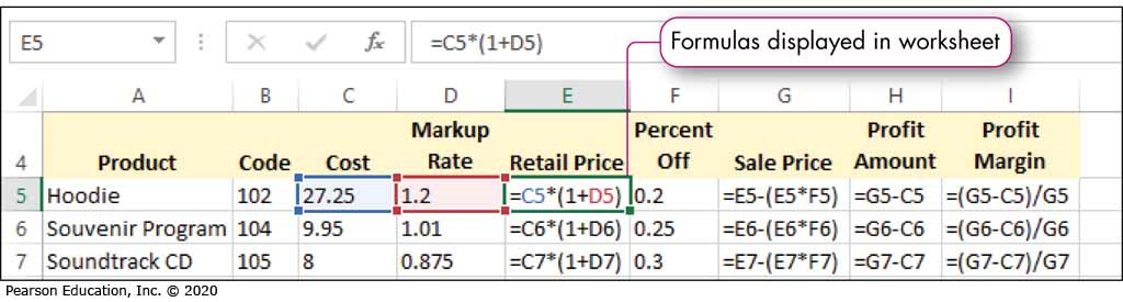 E5 fx =C5*(1+D5)
Formulas displayed in worksheet
A B C D E F G H I
Markup Percent Profit Profit
4 Product Code Cost Rate Retail Price Off Sale Price Amount Margin
5 Hoodie 102 27.25 1.2 =C5*(1+D5) 0.2 =E5-(E5*F5) =G5-C5 =(G5-C5)/G5
6 Souvenir Program 104 9.95 1.01 =C6*(1+D6) 0.25 =E6-(E6*F6) =G6-C6 =(G6-C6)/G6
7 Soundtrack CD 105 8 0.875 =C7*(1+D7) 0.3 =E7-(E7*F7) =G7-C7 =(G7-C7)/G7
Pearson Education, Inc. © 2020